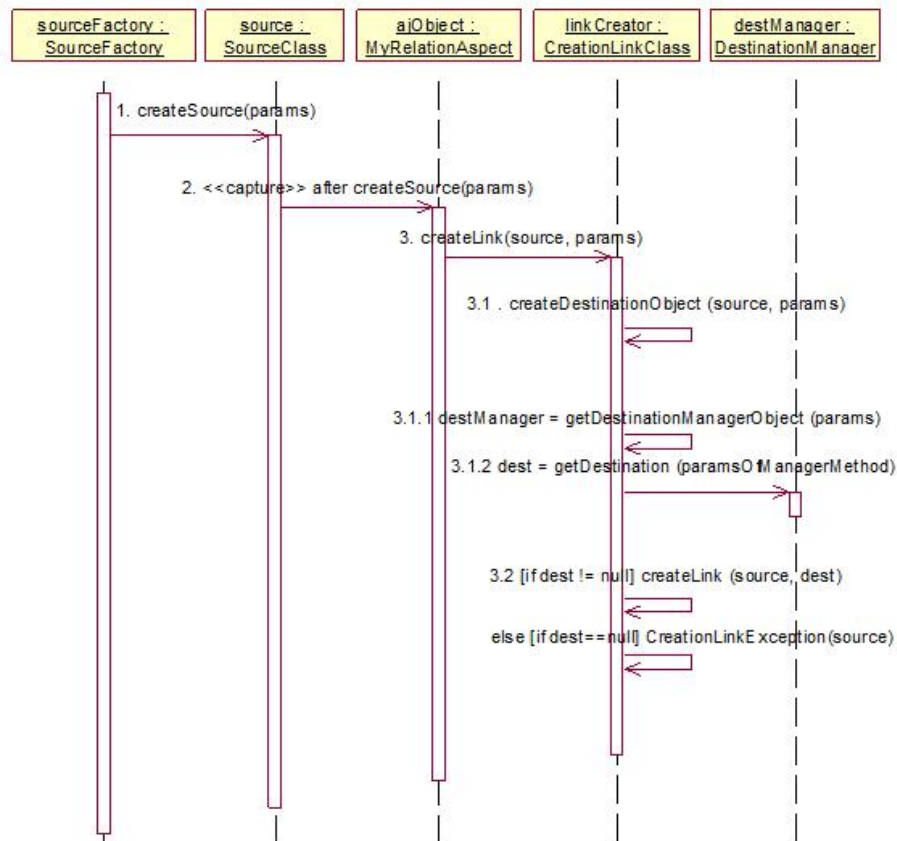 sourceFactory :
SourceFactory
source :
SourceClass
ajObject :
MyRelationAspect
linkCreator :
CreationLinkClass
destManager :
DestinationManager
1. createSource(params)
2. <<capture>> after createSource(params)
3. createLink(source, params)
3.1 . createDestinationObject (source, params)
3.1.1 destManager = getDestinationManagerObject (params)
3.1.2 dest = getDestination (paramsOfManagerMethod)
3.2 [if dest != null] createLink (source, dest)
else [if dest==null] CreationLinkException(source)